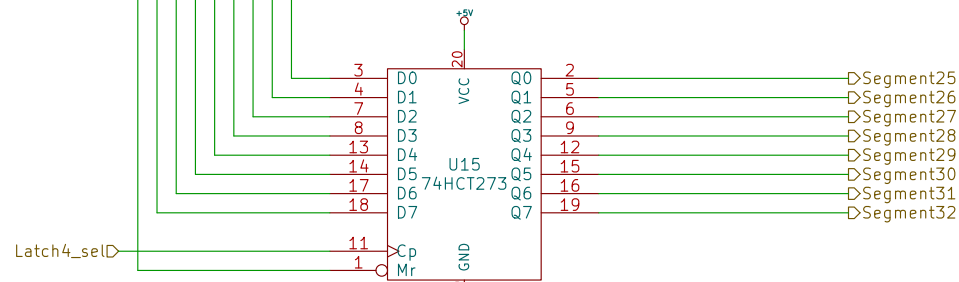 +5V
20
VCC
3 D0 Q0 2 Segment25
4 D1 Q1 5 Segment26
7 D2 Q2 6 Segment27
8 D3 Q3 9 Segment28
13 D4 Q4 12 Segment29
14 D5 U15 Q5 15 Segment30
17 D6 74HCT273 Q6 16 Segment31
18 D7 Q7 19 Segment32
Latch4_sel 11 Cp
1 Mr
GND